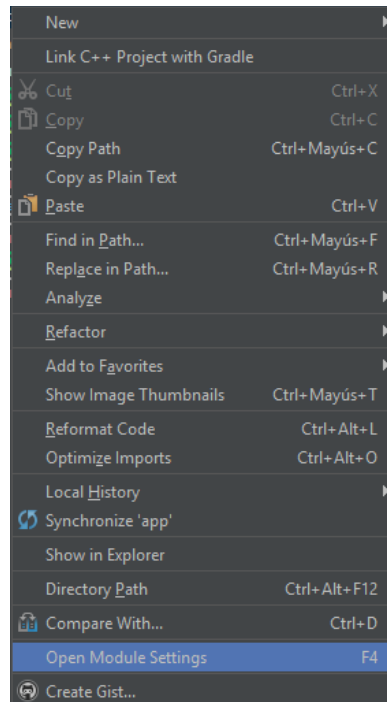 New
Link C++ Project with Gradle
Cut Ctrl+X
Copy Ctrl+C
Copy Path Ctrl+Mayús+C
Copy as Plain Text
Paste Ctrl+V
Find in Path... Ctrl+Mayús+F
Replace in Path... Ctrl+Mayús+R
Analyze
Refactor
Add to Favorites
Show Image Thumbnails Ctrl+Mayús+T
Reformat Code Ctrl+Alt+L
Optimize Imports Ctrl+Alt+O
Local History
Synchronize 'app'
Show in Explorer
Directory Path Ctrl+Alt+F12
Compare With... Ctrl+D
Open Module Settings F4
Create Gist...